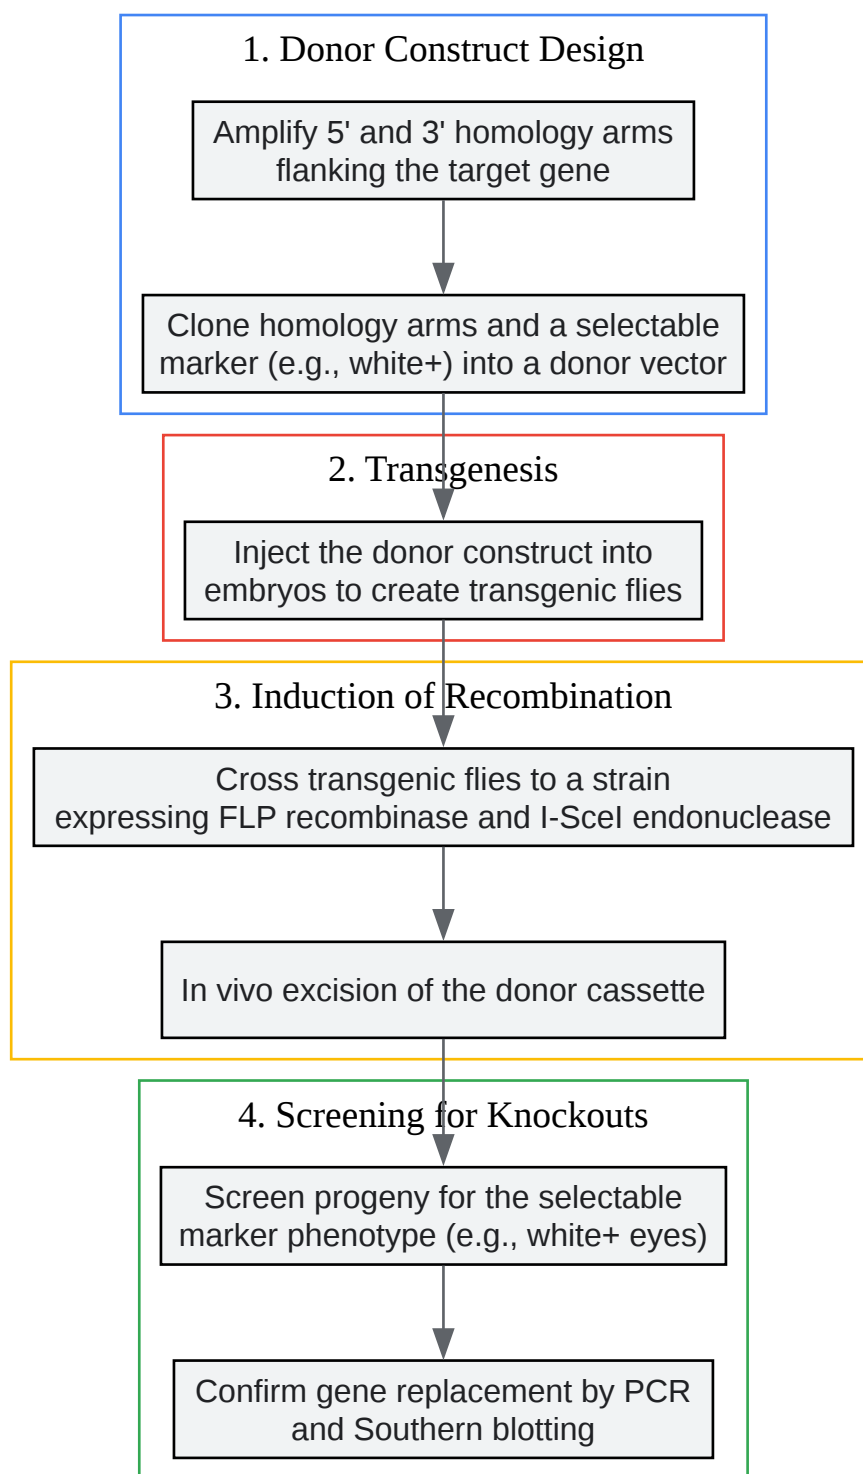 1. Donor Construct Design
Amplify 5' and 3' homology arms
flanking the target gene
Clone homology arms and a selectable
marker (e.g., white+) into a donor vector
2. Transgenesis
Inject the donor construct into
embryos to create transgenic flies
3. Induction of Recombination
Cross transgenic flies to a strain
expressing FLP recombinase and I-SceI endonuclease
In vivo excision of the donor cassette
4. Screening for Knockouts
Screen progeny for the selectable
marker phenotype (e.g., white+ eyes)
Confirm gene replacement by PCR
and Southern blotting